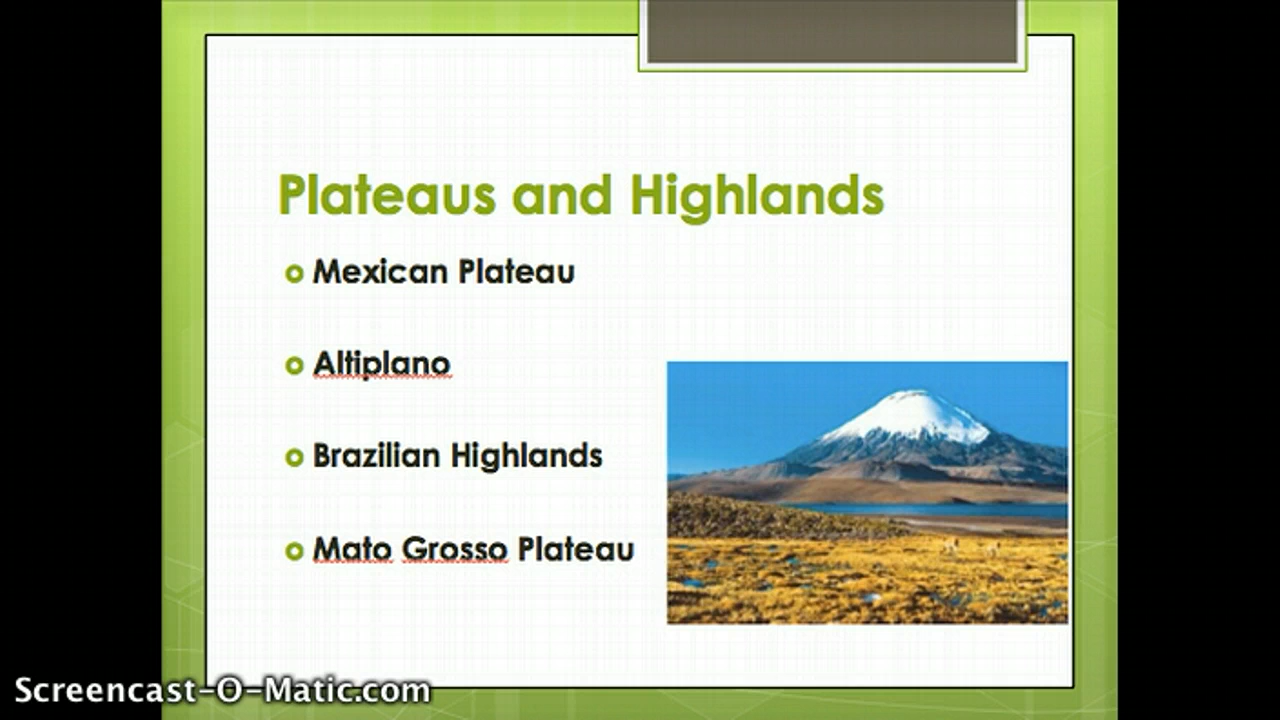 Plateaus and Highlands
Mexican Plateau
Altiplano
Brazilian Highlands
Mato Grosso Plateau
Screencast-O-Matic.com